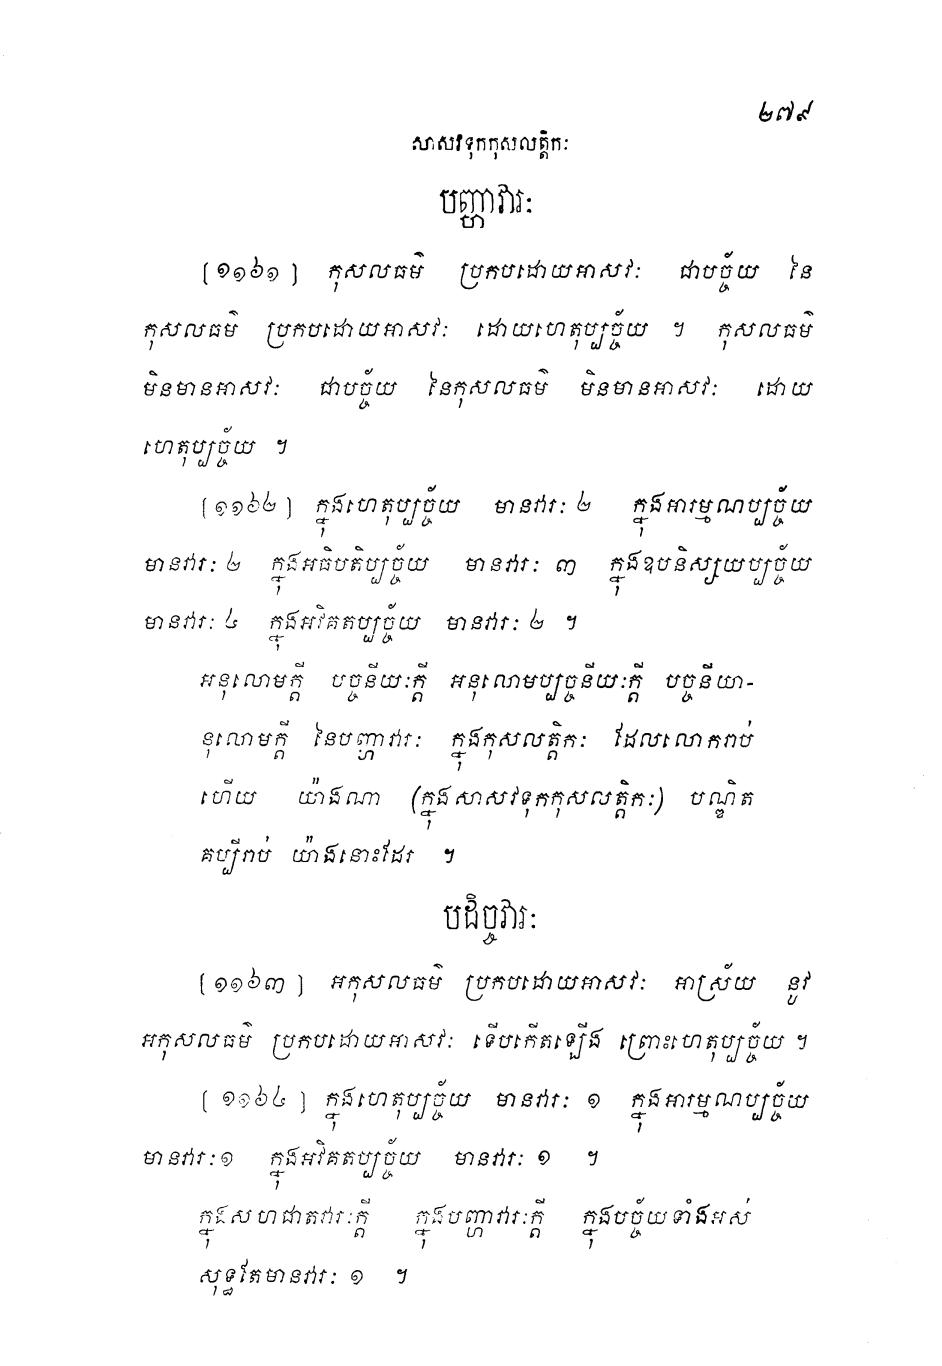 ២៧៩
សាសវទុកកុសលត្តិកៈ
បញ្ហាវារៈ
(១១៦១) កុសលធម៌ ប្រកបដោយអាសវៈ ជាបច្ច័យ នៃ
កុសលធម៌ ប្រកបដោយអាសវៈ ដោយហេតុប្បច្ច័យ ។ កុសលធម៌
មិនមានអាសវៈ ជាបច្ច័យ នៃកុសលធម៌ មិនមានអាសវៈ ដោយ
ហេតុប្បច្ច័យ ។
(១១៦២) ក្នុងហេតុប្បច្ច័យ មានវារៈ ២ ក្នុងអារម្មណប្បច្ច័យ
មានវារៈ ២ ក្នុងអធិបតិប្បច្ច័យ មានវារៈ ៣ ក្នុងឧបនិស្សយប្បច្ច័យ
មានវារៈ ៤ ក្នុងអវិគតប្បច្ច័យ មានវារៈ ២ ។
អនុលោមក្តី បច្ចនីយៈក្តី អនុលោមប្បច្ចនីយៈក្តី បច្ចនីយា-
នុលោមក្តី នៃបញ្ហាវារៈ ក្នុងកុសលត្តិកៈ ដែលលោករាប់
ហើយ យ៉ាងណា (ក្នុងសាសវទុកកុសលត្តិកៈ) បណ្ឌិត
គប្បីរាប់ យ៉ាងនោះដែរ ។
បដិច្ចវារៈ
(១១៦៣) អកុសលធម៌ ប្រកបដោយអាសវៈ អាស្រ័យ នូវ
អកុសលធម៌ ប្រកបដោយអាសវៈ ទើបកើតឡើង ព្រោះហេតុប្បច្ច័យ ។
(១១៦៤) ក្នុងហេតុប្បច្ច័យ មានវារៈ ១ ក្នុងអារម្មណប្បច្ច័យ
មានវារៈ ១ ក្នុងអវិគតប្បច្ច័យ មានវារៈ ១ ។
ក្នុងសហជាតវារៈក្តី ក្នុងបញ្ហាវារៈក្តី ក្នុងបច្ច័យទាំងអស់
សុទ្ធតែមានវារៈ ១ ។